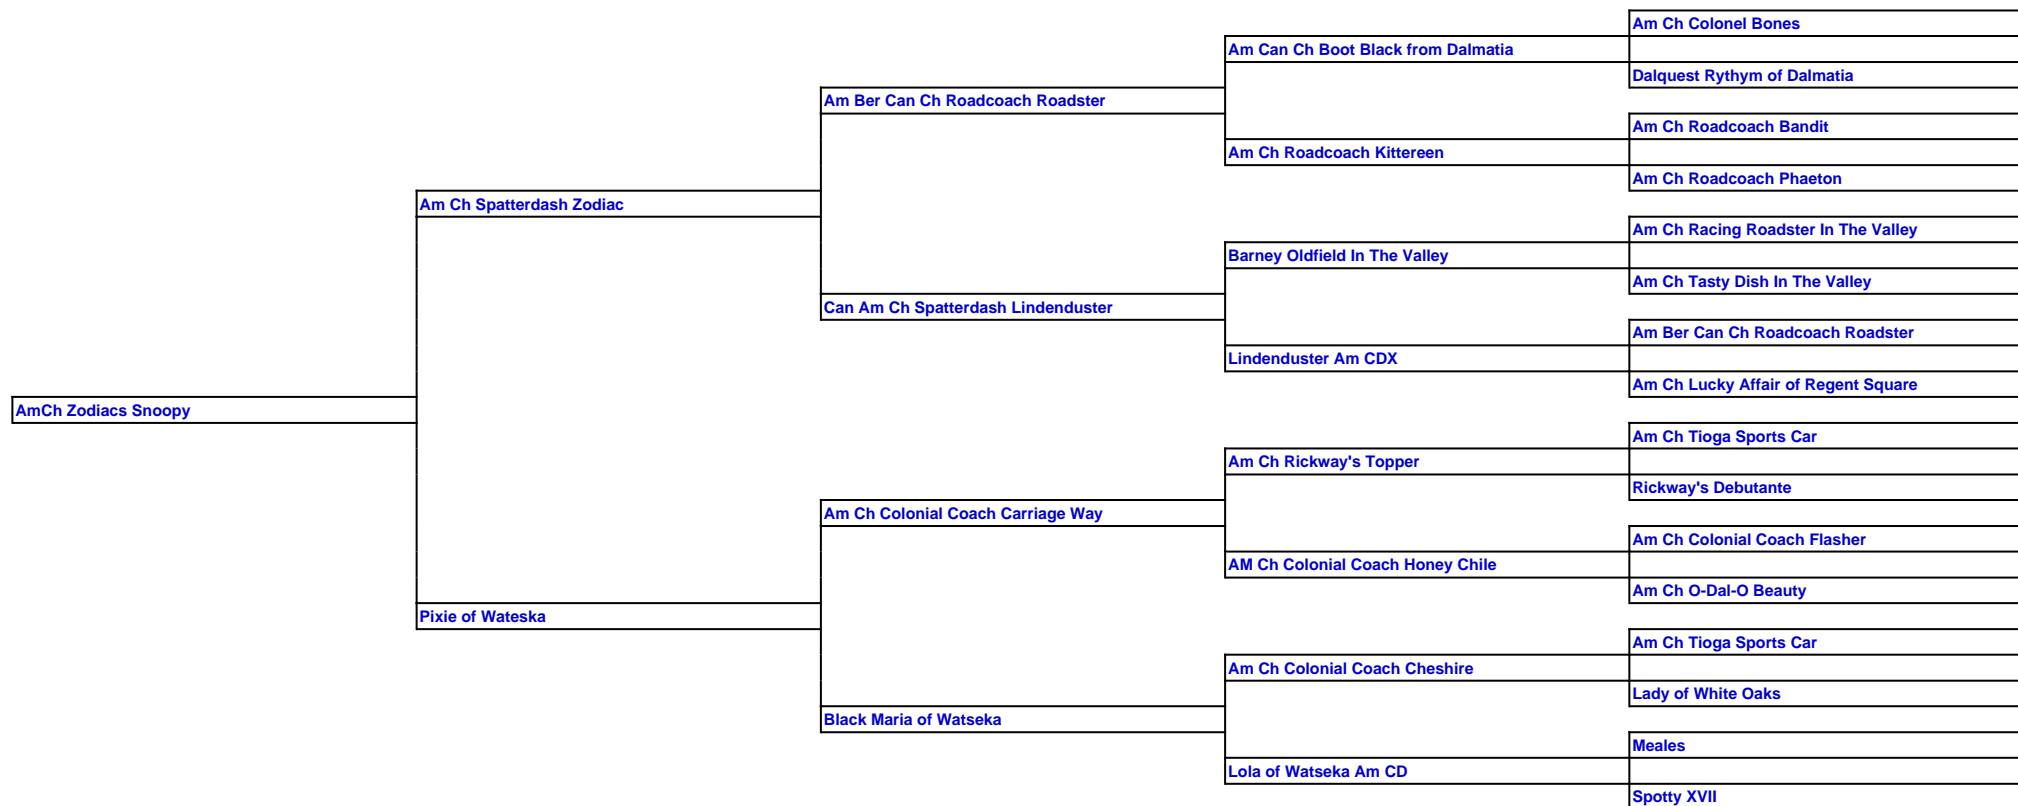 Am Ch Colonel Bones
Am Can Ch Boot Black from Dalmatia
Dalquest Rythym of Dalmatia
Am Ber Can Ch Roadcoach Roadster
Am Ch Roadcoach Bandit
Am Ch Roadcoach Kittereen
Am Ch Roadcoach Phaeton
Am Ch Spatterdash Zodiac
Am Ch Racing Roadster In The Valley
Barney Oldfield In The Valley
Am Ch Tasty Dish In The Valley
Can Am Ch Spatterdash Lindenduster
Am Ber Can Ch Roadcoach Roadster
Lindenduster Am CDX
Am Ch Lucky Affair of Regent Square
AmCh Zodiacs Snoopy
Am Ch Tioga Sports Car
Am Ch Rickway's Topper
Rickway's Debutante
Am Ch Colonial Coach Carriage Way
Am Ch Colonial Coach Flasher
AM Ch Colonial Coach Honey Chile
Am Ch O-Dal-O Beauty
Pixie of Wateska
Am Ch Tioga Sports Car
Am Ch Colonial Coach Cheshire
Lady of White Oaks
Black Maria of Watseka
Meales
Lola of Watseka Am CD
Spotty XVII